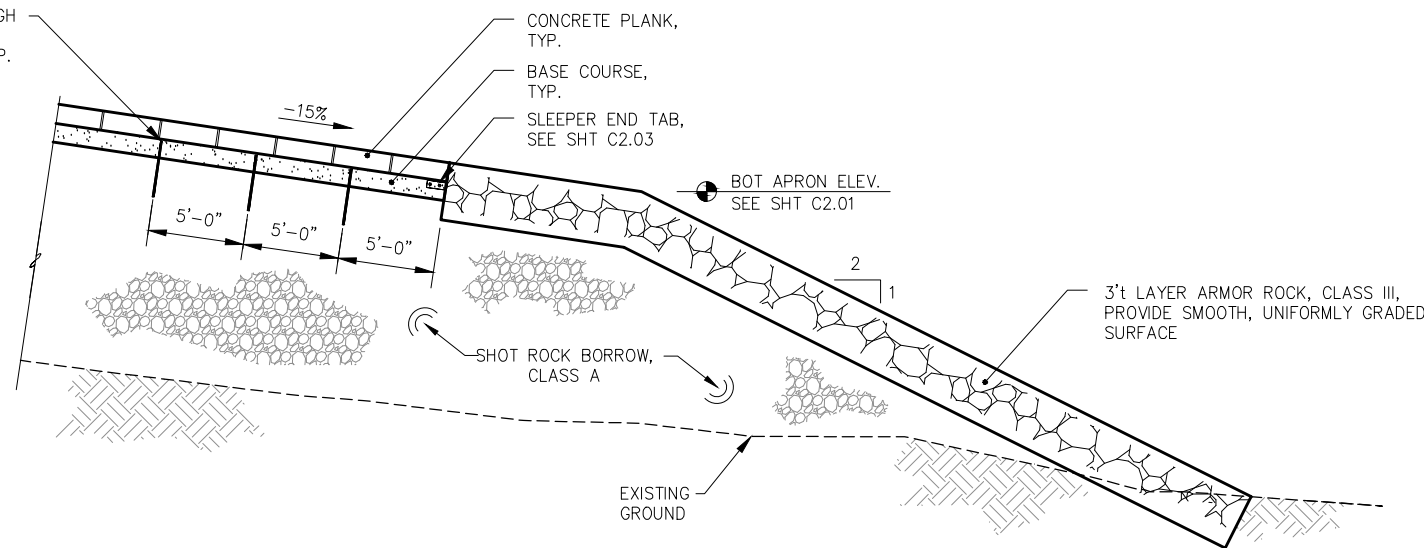 CONCRETE PLANK,
TYP.
BASE COURSE,
TYP.
SLEEPER END TAB,
SEE SHT C2.03
-15%
BOT APRON ELEV.
SEE SHT C2.01
5'-0"
5'-0"
5'-0"
2
1
3't LAYER ARMOR ROCK, CLASS III,
PROVIDE SMOOTH, UNIFORMLY GRADED
SURFACE
SHOT ROCK BORROW,
CLASS A
EXISTING
GROUND